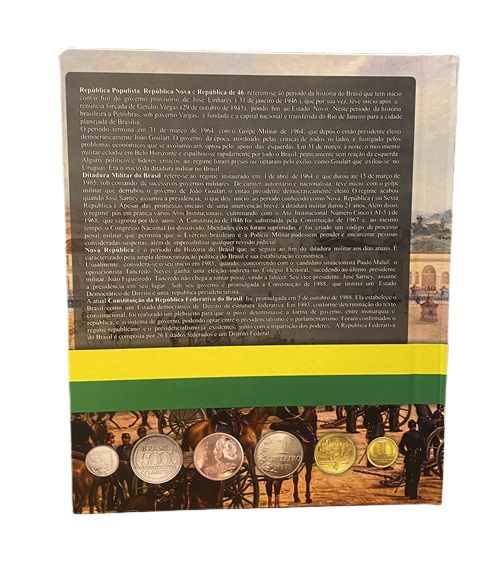 República Populista, República Nova e República de 46 referem-se ao período da história do Brasil que tem início
com o fim do governo provisório de José Linhares, ( 31 de janeiro de 1946 ), que por sua vez, teve início após a
renúncia forçada de Getúlio Vargas (29 de outubro de 1945), pondo fim ao Estado Novo. Neste período da história
brasileira a Petrobras, sob governo Vargas, é fundada e a capital nacional é transferida do Rio de Janeiro para a cidade
planejada de Brasília.
O período termina em 31 de março de 1964, com o Golpe Militar de 1964, que depôs o então presidente eleito
democraticamente João Goulart. O governo da época, atordoado pelas críticas de todos os lados e fustigado pelos
problemas econômicos que se avolumavam, optou pelo apoio das esquerdas. Em 31 de março, à noite, o movimento
militar eclodiu em Belo Horizonte e espalhou-se rapidamente por todo o Brasil, praticamente sem reação da esquerda.
Alguns políticos e líderes cruciais ao regime foram presos ou optaram pelo exílio, como Goulart que exilou-se no
Uruguai. Era o início da ditadura militar no Brasil.
Ditadura Militar do Brasil refere-se ao regime instaurado em 1 de abril de 1964 e que durou até 15 de março de
1985, sob comando de sucessivos governos militares. De caráter autoritário e nacionalista, teve início com o golpe
militar que derrubou o governo de João Goulart, o então presidente democraticamente eleito. O regime acabou
quando José Sarney assumiu a presidência, o que deu início ao período conhecido como Nova República ( ou Sexta
República ). Apesar das promessas iniciais de uma intervenção breve, a ditadura militar durou 21 anos. Além disso,
o regime pôs em prática vários Atos Institucionais, culminando com o Ato Institucional Número Cinco ( AI-5 ) de
1968, que vigorou por dez anos. A Constituição de 1946 foi substituída pela Constituição de 1967 e, ao mesmo
tempo, o Congresso Nacional foi dissolvido, liberdades civis foram suprimidas, e foi criado um código de processo
penal militar que permitia que o Exército brasileiro e a Polícia Militar pudessem prender e encarcerar pessoas
consideradas suspeitas, além de impossibilitar qualquer revisão judicial.
Nova República é o período da História do Brasil que se seguiu ao fim da ditadura militar aos dias atuais. É
caracterizado pela ampla democratização política do Brasil e sua estabilização econômica.
Usualmente, considera-se o seu início em 1985, quando, concorrendo com o candidato situacionista Paulo Maluf, o
oposicionista Tancredo Neves ganha uma eleição indireta no Colégio Eleitoral, sucedendo ao último presidente
militar, João Figueiredo. Tancredo não chega a tomar posse, vindo a falecer. Seu vice-presidente, José Sarney, assume
a presidência em seu lugar. Sob seu governo é promulgada a Constituição de 1988, que institui um Estado
Democrático de Direito e uma república presidencialista.
A atual Constituição da República Federativa do Brasil, foi promulgada em 5 de outubro de 1988. Ela estabelece o
Brasil como um Estado democrático de Direito de estrutura federativa. Em 1993, conforme determinação do texto
constitucional, foi realizado um plebiscito para que o povo determinasse a forma de governo, entre monarquia e
república, e o sistema de governo, podendo optar entre o presidencialismo e o parlamentarismo. Foram confirmados o
regime republicano e o presidencialismo já existentes, junto com a tripartição dos poderes. A República Federativa
do Brasil é composta por 26 Estados federados e um Distrito Federal.
BRASIL
5000
CRUZEIROS
1
CRUZEIRO
1979